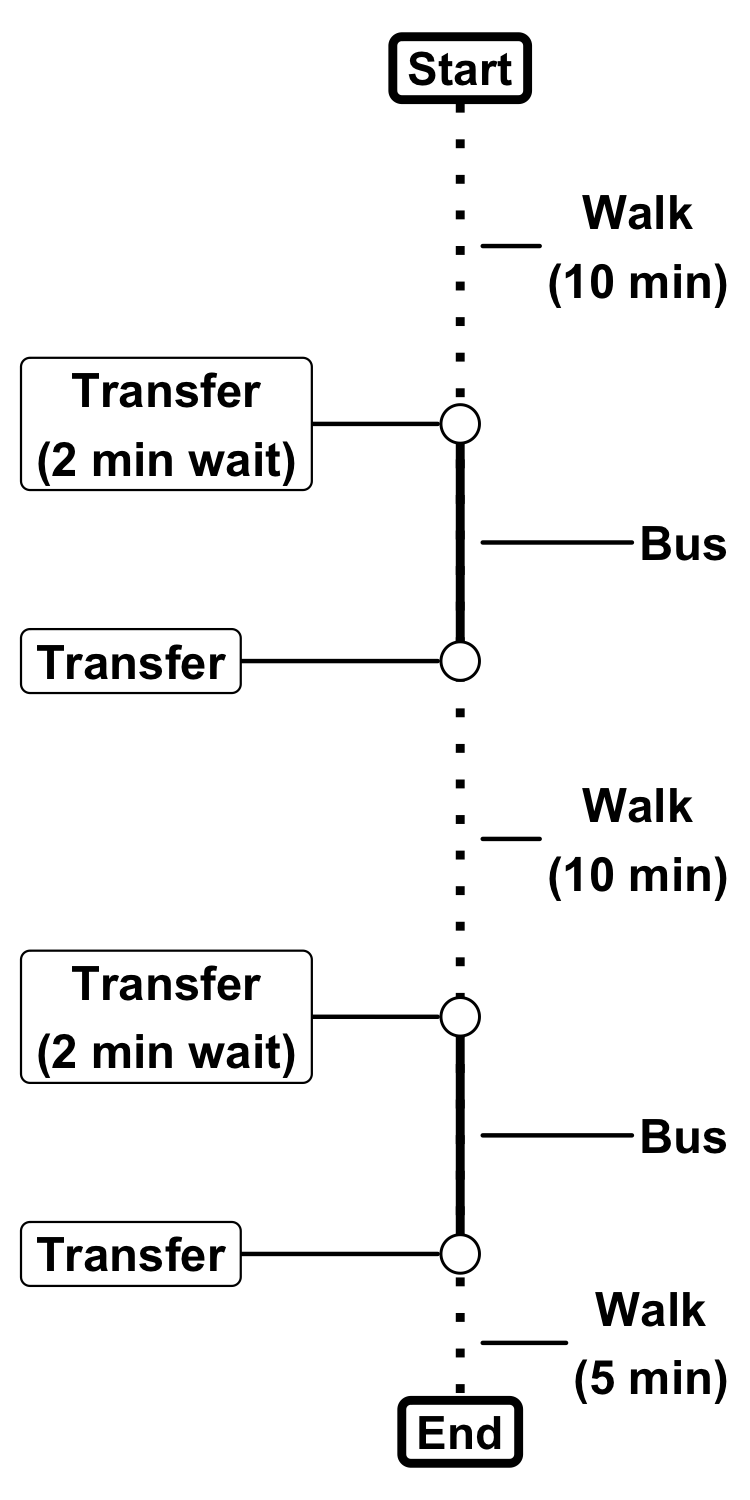 Start
Walk
(10 min)
Transfer
(2 min wait)
Bus
Transfer
Walk
(10 min)
Transfer
(2 min wait)
Bus
Transfer
Walk
(5 min)
End